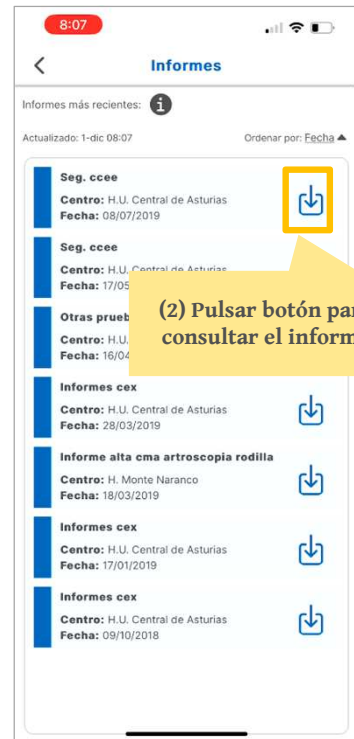 8:07
Informes
Informes más recientes:
Actualizado: 1-dic 08:07
Ordenar por: Fecha
Seg. ccee
Centro: H.U. Central de Asturias
Fecha: 08/07/2019
Seg. ccee
Centro: H.U. Central de Asturias
Fecha: 17/05
Otras prueb
Centro: H.U.
Fecha: 16/04
(2) Pulsar botón par
consultar el inform
Informes cex
Centro: H.U. Central de Asturias
Fecha: 28/03/2019
Informe alta cma artroscopia rodilla
Centro: H. Monte Naranco
Fecha: 18/03/2019
Informes cex
Centro: H.U. Central de Asturias
Fecha: 17/01/2019
Informes cex
Centro: H.U. Central de Asturias
Fecha: 09/10/2018